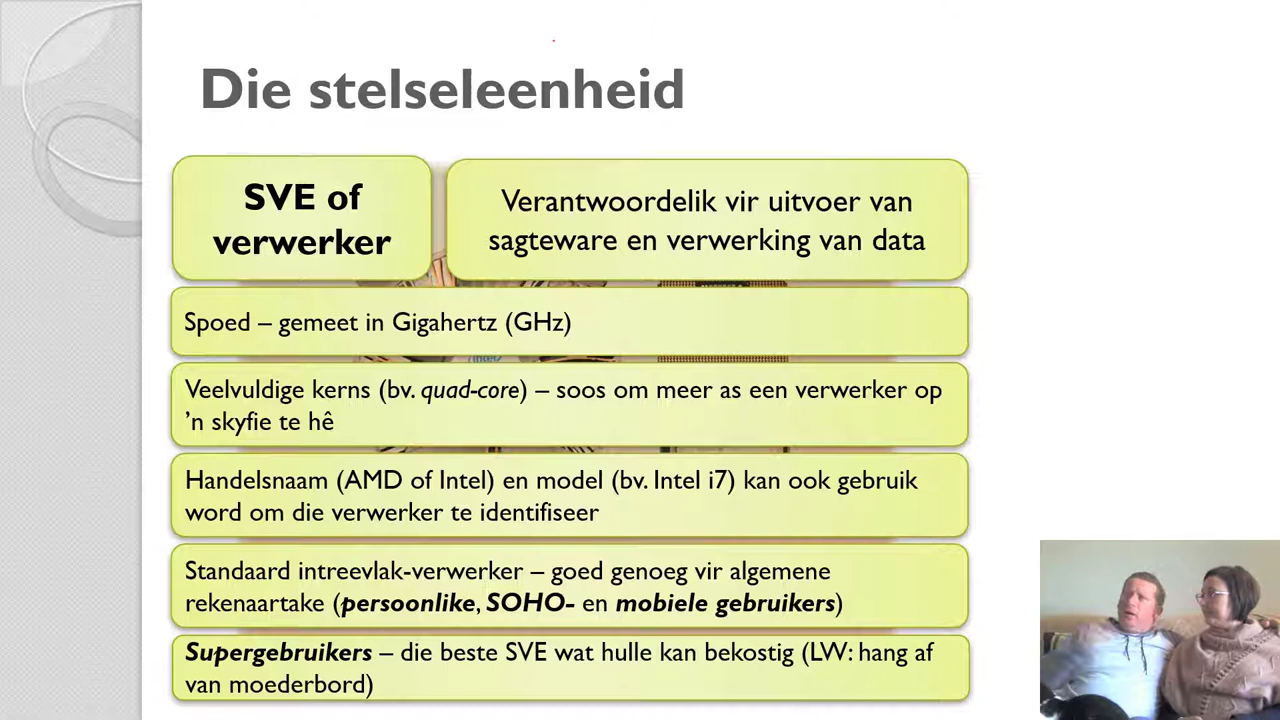 Die stelseleenheid
SVE of
verwerker
Verantwoordelik vir uitvoer van
sagteware en verwerking van data
Spoed – gemeet in Gigahertz (GHz)
Veelvuldige kerns (bv. quad-core) – soos om meer as een verwerker op
’n skyfie te hê
Handelsnaam (AMD of Intel) en model (bv. Intel i7) kan ook gebruik
word om die verwerker te identifiseer
Standaard intreevlak-verwerker – goed genoeg vir algemene
rekenaartake (persoonlike, SOHO- en mobiele gebruikers)
Supergebruikers – die beste SVE wat hulle kan bekostig (LW: hang af
van moederbord)